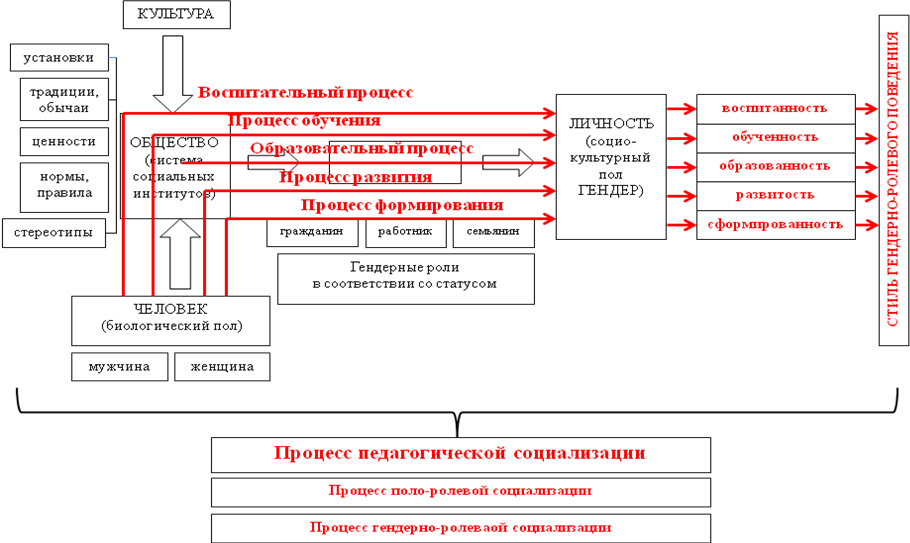 КУЛЬТУРА
установки
традиции,
обычаи
ценности
нормы,
правила
стереотипы
ОБЩЕСТВО
(система
социальных
институтов)
Воспитательный процесс
Процесс обучения
Образовательный процесс
Процесс развития
Процесс формирования
гражданин
работник
семьянин
Гендерные роли
в соответствии со статусом
ЧЕЛОВЕК
(биологический пол)
мужчина
женщина
ЛИЧНОСТЬ
(социо-
культурный
пол
ГЕНДЕР)
воспитанность
обученность
образованность
развитость
сформированность
СТИЛЬ ГЕНДЕРНО-РОЛЕВОГО ПОВЕДЕНИЯ
Процесс педагогической социализации
Процесс поло-ролевой социализации
Процесс гендерно-ролеваой социализации